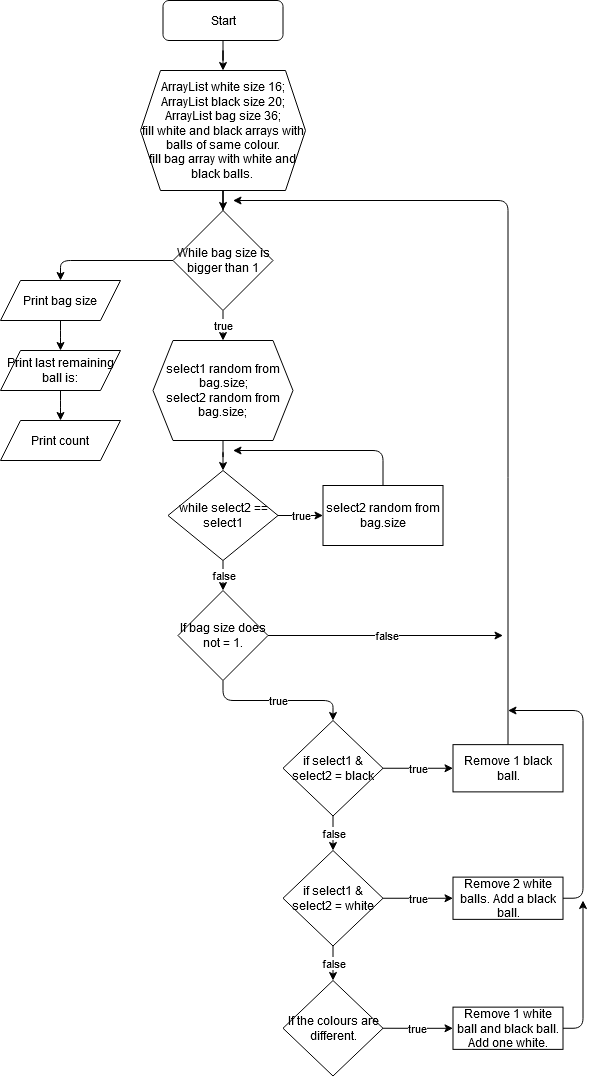 Start
ArrayList white size 16;
ArrayList black size 20;
ArrayList bag size 36;
fill white and black arrays with
balls of same colour.
fill bag array with white and
black balls.
While bag size is
bigger than 1
Print bag size
true
Print last remaining
ball is:
select1 random from
bag.size;
select2 random from
bag.size;
Print count
while select2 ==
select1
true
select2 random from
bag.size
false
If bag size does
not = 1.
false
true
if select1 &
select2 = black
true
Remove 1 black
ball.
false
if select1 &
select2 = white
true
Remove 2 white
balls. Add a black
ball.
false
If the colours are
different.
true
Remove 1 white
ball and black ball.
Add one white.